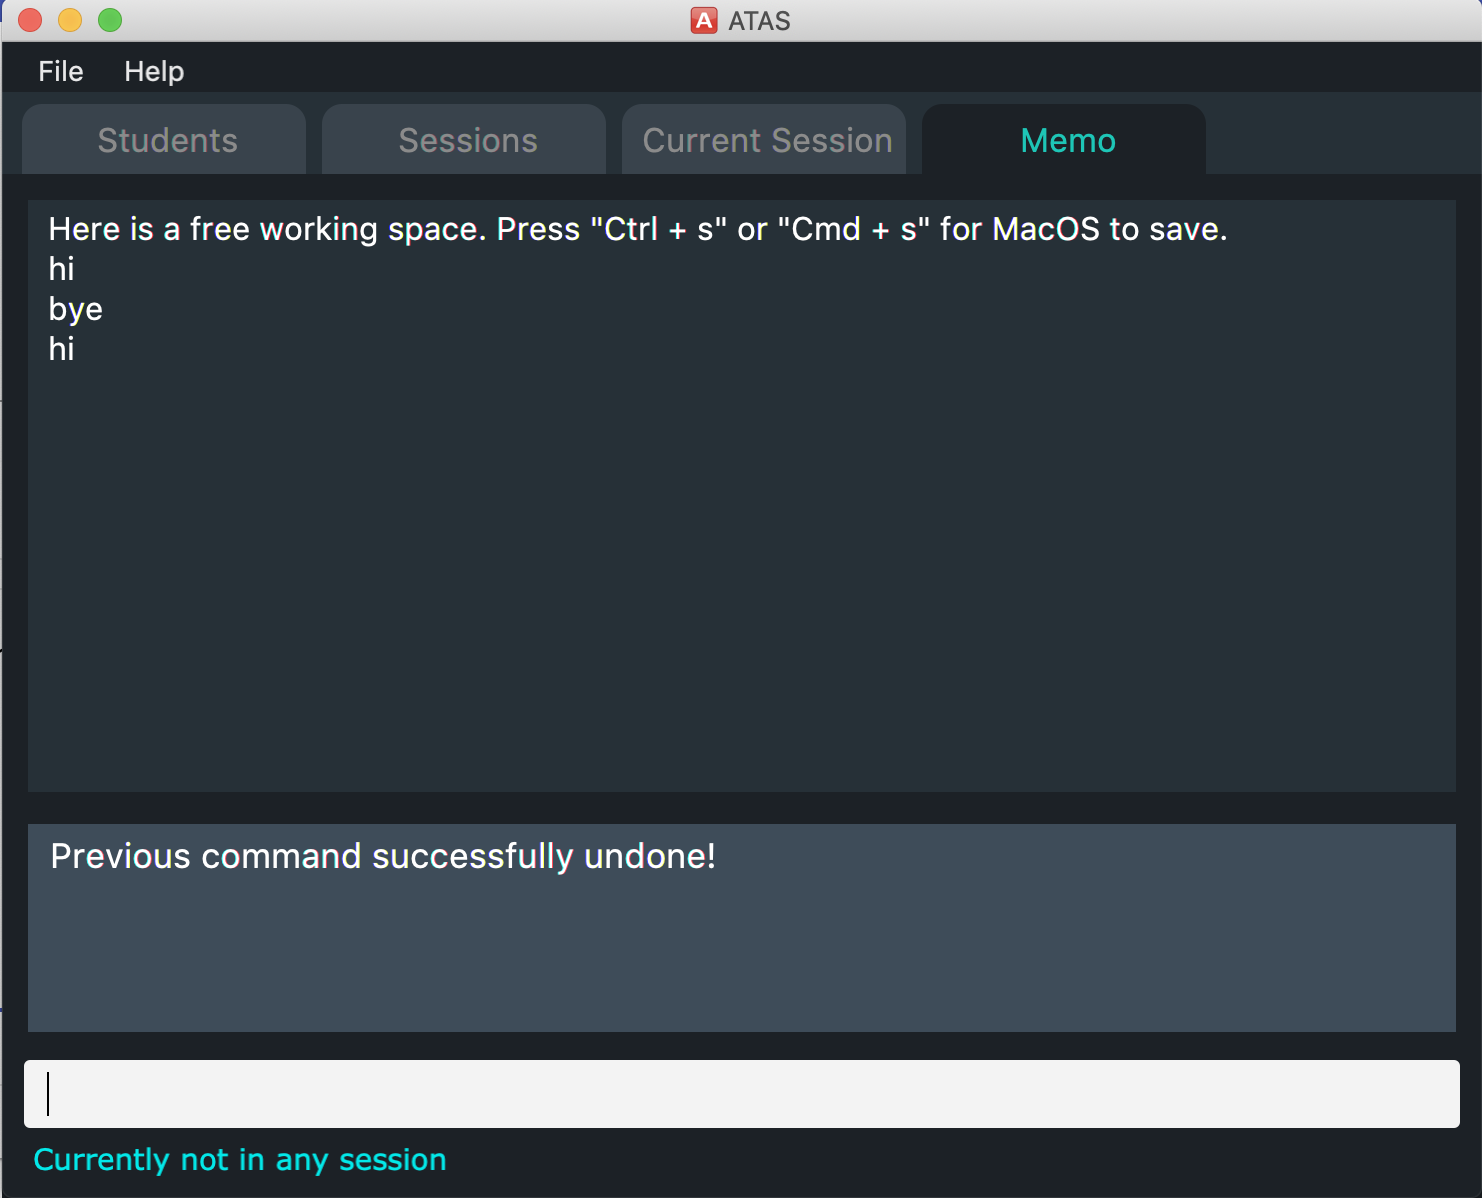 A ATAS
File Help
Students Sessions Current Session Memo
Here is a free working space. Press "Ctrl + s" or "Cmd + s" for MacOS to save.
hi
bye
hi
Previous command successfully undone!
Currently not in any session